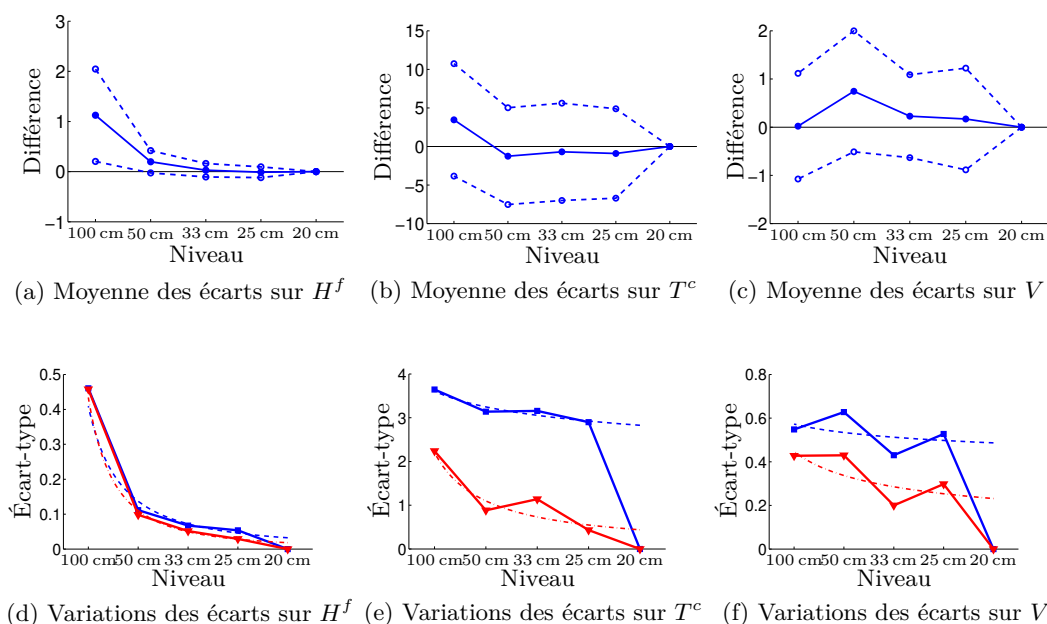 3
2
1
0
−1
Différence
100 cm 50 cm 33 cm 25 cm 20 cm
Niveau
(a) Moyenne des écarts sur H^f
15
10
5
0
−5
−10
Différence
100 cm 50 cm 33 cm 25 cm 20 cm
Niveau
(b) Moyenne des écarts sur T^c
2
1
0
−1
−2
Différence
100 cm 50 cm 33 cm 25 cm 20 cm
Niveau
(c) Moyenne des écarts sur V
0.5
0.4
0.3
0.2
0.1
0
Écart-type
100 cm 50 cm 33 cm 25 cm 20 cm
Niveau
(d) Variations des écarts sur H^f
4
3
2
1
0
Écart-type
100 cm 50 cm 33 cm 25 cm 20 cm
Niveau
(e) Variations des écarts sur T^c
0.8
0.6
0.4
0.2
0
Écart-type
100 cm 50 cm 33 cm 25 cm 20 cm
Niveau
(f) Variations des écarts sur V